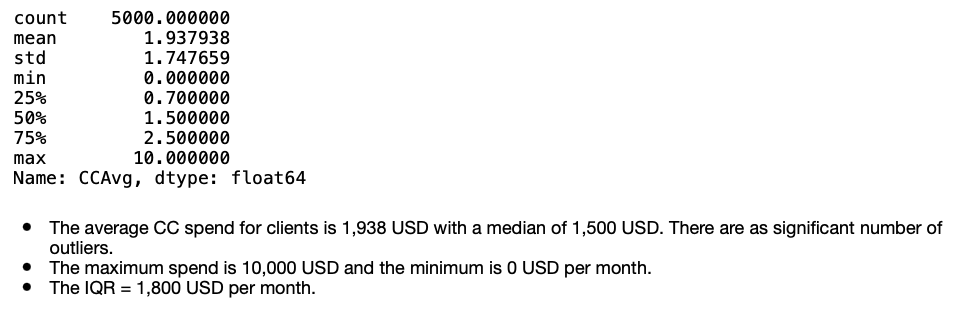 count    5000.000000
mean        1.937938
std         1.747659
min         0.000000
25%         0.700000
50%         1.500000
75%         2.500000
max        10.000000
Name: CCAvg, dtype: float64
• The average CC spend for clients is 1,938 USD with a median of 1,500 USD. There are as significant number of
outliers.
• The maximum spend is 10,000 USD and the minimum is 0 USD per month.
• The IQR = 1,800 USD per month.